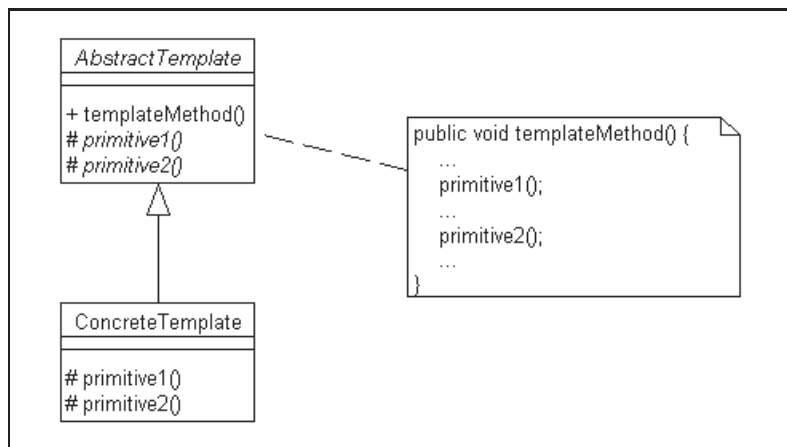 AbstractTemplate
+ templateMethod()
# primitive1()
# primitive2()
public void templateMethod() {
...
primitive1();
...
primitive2();
...
}
ConcreteTemplate
# primitive1()
# primitive2()